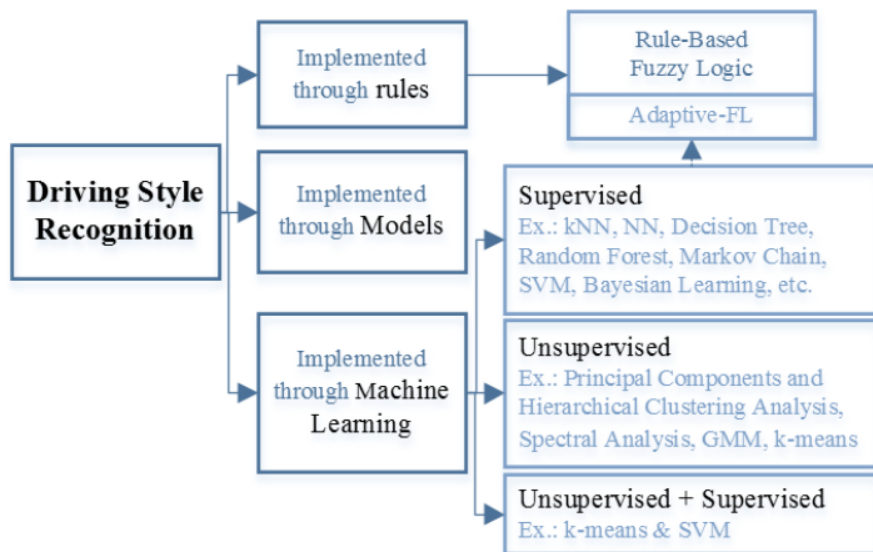 Driving Style
Recognition
Implemented
through rules
Implemented
through Models
Implemented
through Machine
Learning
Rule-Based
Fuzzy Logic
Adaptive-FL
Supervised
Ex.: kNN, NN, Decision Tree,
Random Forest, Markov Chain,
SVM, Bayesian Learning, etc.
Unsupervised
Ex.: Principal Components and
Hierarchical Clustering Analysis,
Spectral Analysis, GMM, k-means
Unsupervised + Supervised
Ex.: k-means & SVM